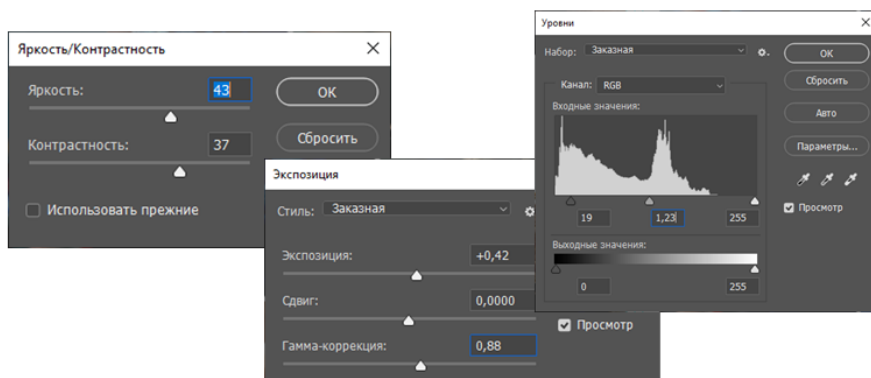 Яркость/Контрастность
Яркость: 43
OK
Контрастность: 37
Сбросить
Использовать прежние
Экспозиция
Стиль: Заказная
Экспозиция: +0,42
Сдвиг: 0,0000
Гамма-коррекция: 0,88
Просмотр
Уровни
Набор: Заказная
OK
Сбросить
Канал: RGB
Авто
Входные значения:
Параметры...
19 1,23 255
Просмотр
Выходные значения:
0 255